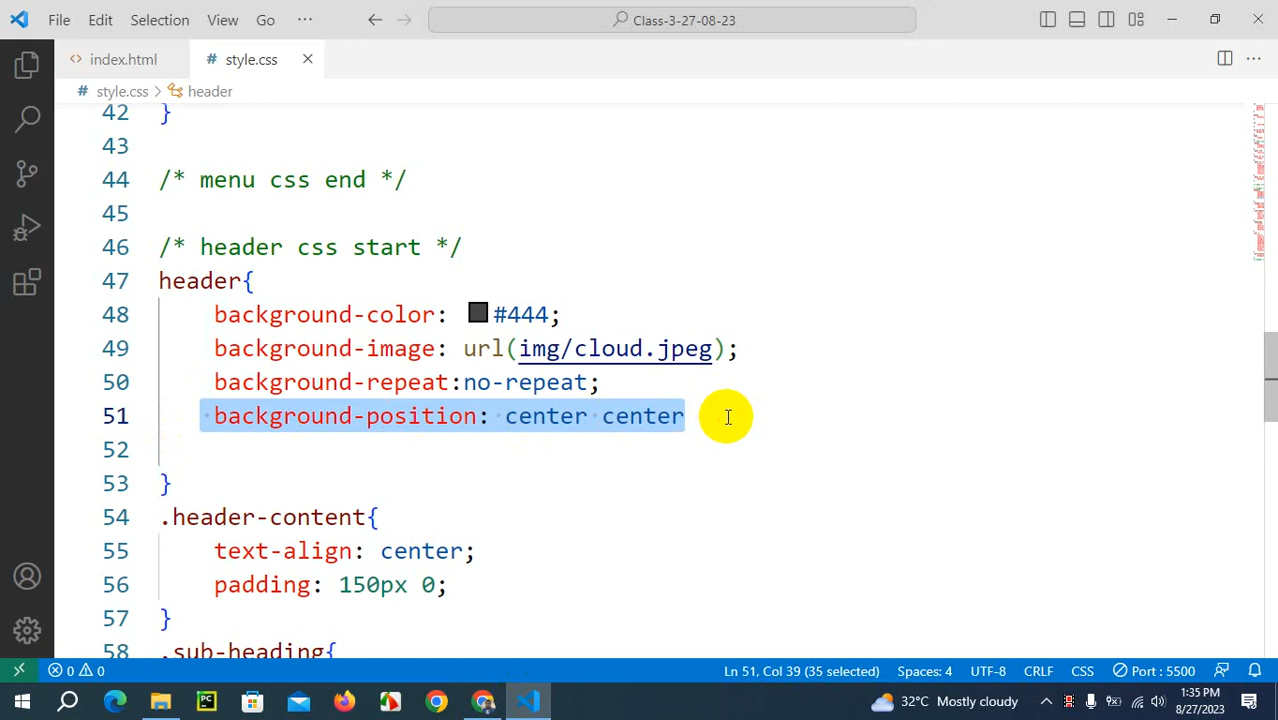 File Edit Selection View Go ··· Class-3-27-08-23
index.html style.css
style.css > header
42 }
43
44 /* menu css end */
45
46 /* header css start */
47 header{
48 background-color: #444;
49 background-image: url(img/cloud.jpeg);
50 background-repeat:no-repeat;
51 background-position: center center
52
53 }
54 .header-content{
55 text-align: center;
56 padding: 150px 0;
57 }
58 .sub-heading{
0 0 Ln 51, Col 39 (35 selected) Spaces: 4 UTF-8 CRLF CSS Port : 5500
32°C Mostly cloudy 1:35 PM
8/27/2023